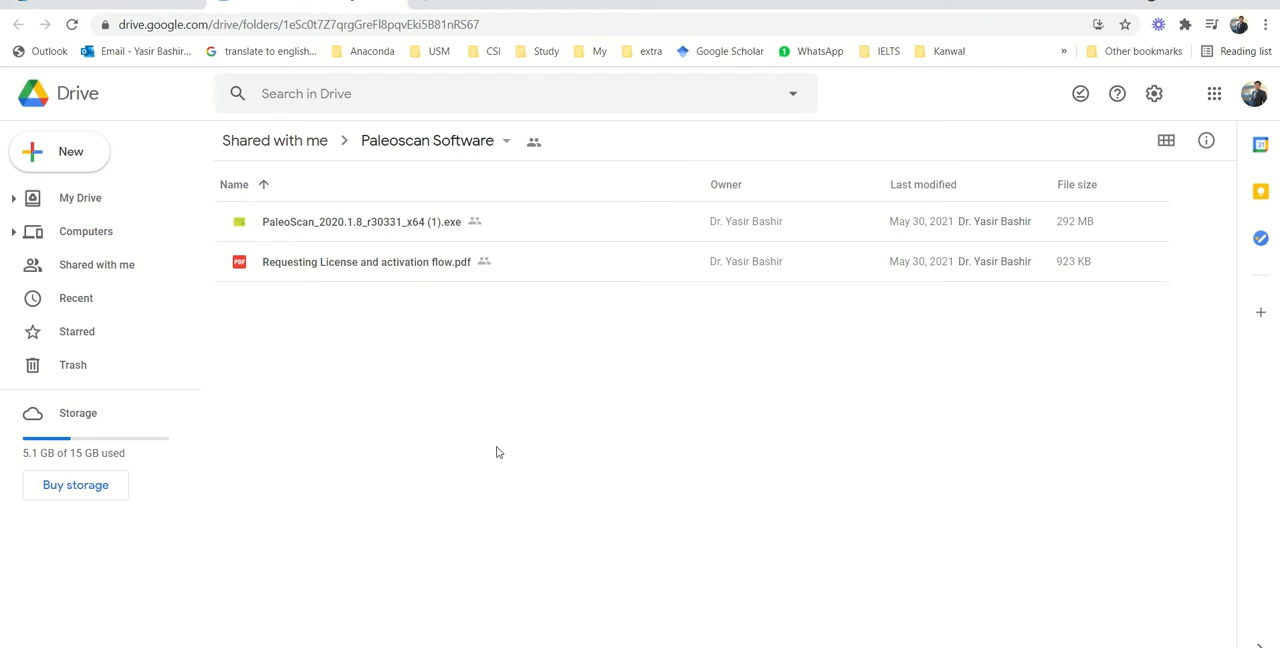 drive.google.com/drive/folders/1eSc0t7Z7qrgGreFl8pqvEki5B81nRS67
Outlook Email - Yasir Bashir... translate to english... Anaconda USM CSI Study My extra Google Scholar 1 WhatsApp IELTS Kanwal » Other bookmarks Reading list
Drive Search in Drive
New
Shared with me > Paleoscan Software
Name Owner Last modified File size
My Drive
PaleoScan_2020.1.8_r30331_x64 (1).exe Dr. Yasir Bashir May 30, 2021 Dr. Yasir Bashir 292 MB
Computers
PDF Requesting License and activation flow.pdf Dr. Yasir Bashir May 30, 2021 Dr. Yasir Bashir 923 KB
Shared with me
Recent
Starred
Trash
Storage
5.1 GB of 15 GB used
Buy storage
31